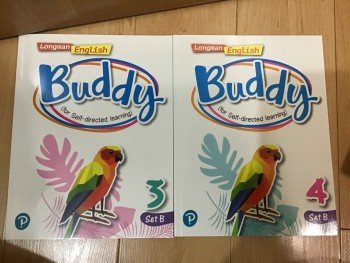 Longman English
Buddy
(for Self-directed learning)
3
Set B
P
Longman English
Buddy
(for Self-directed learning)
4
Set B
P